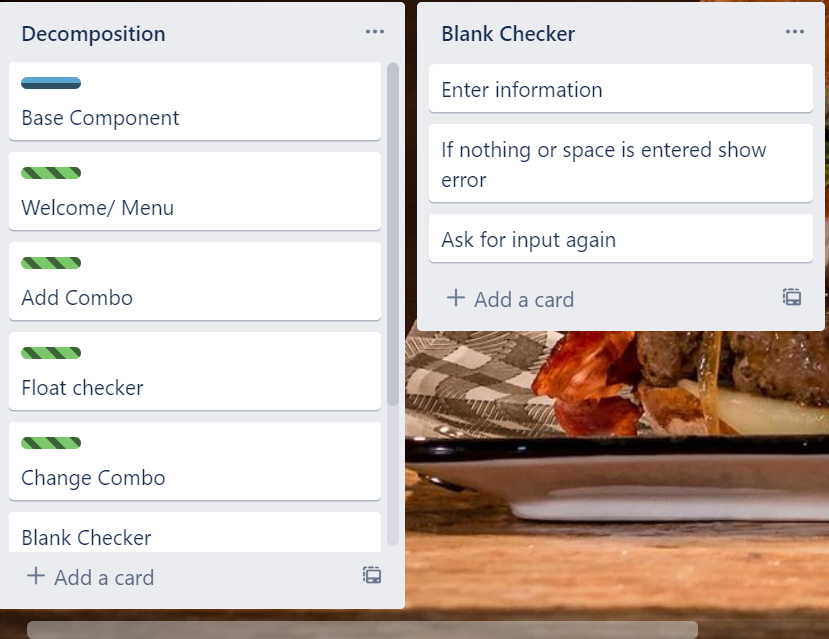 Decomposition
Base Component
Welcome/ Menu
Add Combo
Float checker
Change Combo
Blank Checker
+ Add a card
Blank Checker
Enter information
If nothing or space is entered show
error
Ask for input again
+ Add a card